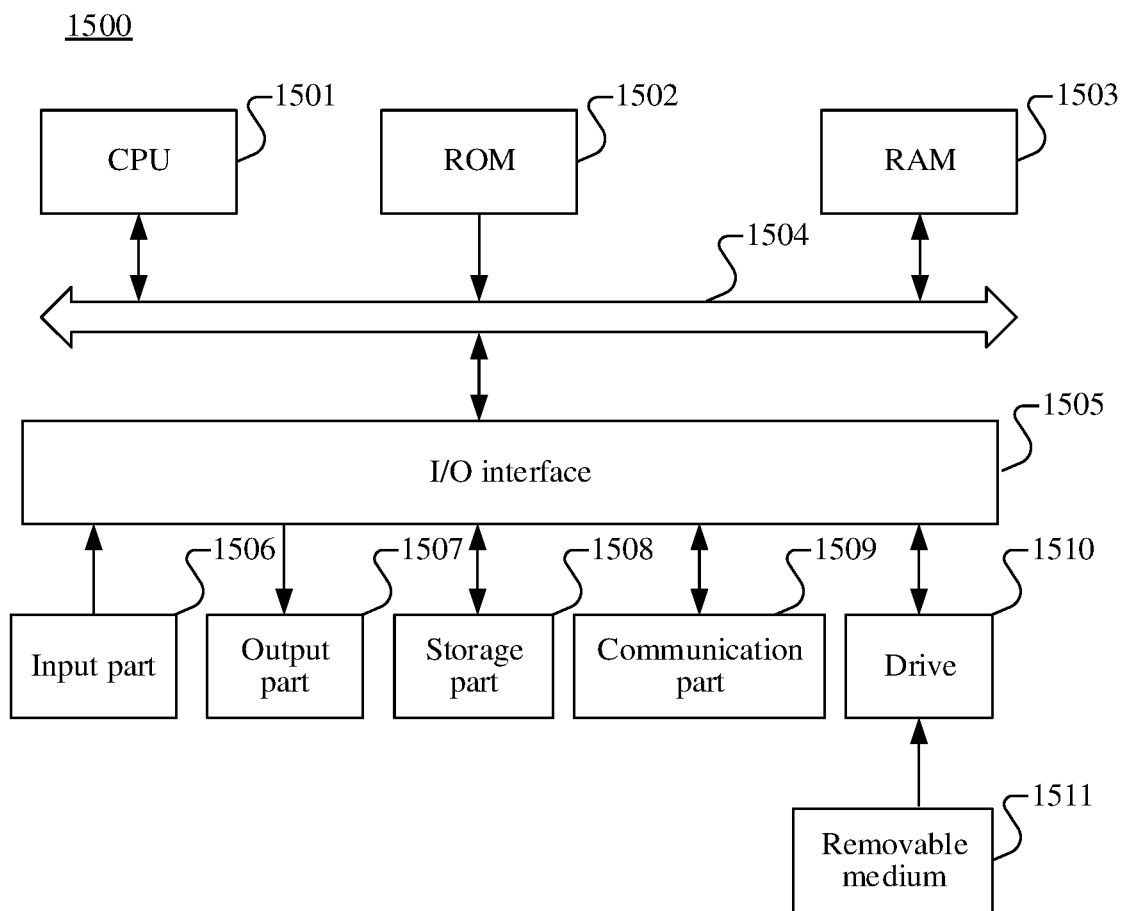 1500
1501
1502
1503
CPU
ROM
RAM
1504
1505
I/O interface
1506
1507
1508
1509
1510
Input part
Output
part
Storage
part
Communication
part
Drive
1511
Removable
medium